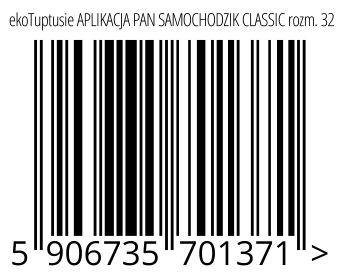 ekoTuptusie APLIKACJA PAN SAMOCHODZIK CLASSIC rozm. 32
5 906735 701371 >